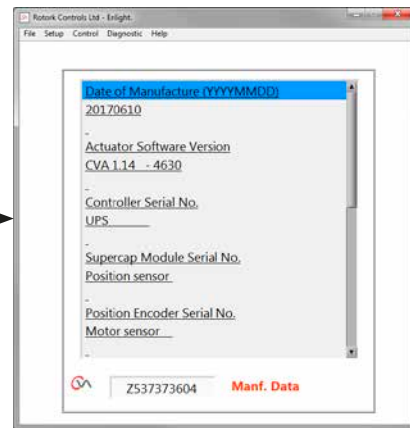 Rotork Controls Ltd - Enlight.
File Setup Control Diagnostic Help
Date of Manufacture (YYYYMMDD)
20170610
-
Actuator Software Version
CVA 1.14 - 4630
-
Controller Serial No.
UPS
-
Supercap Module Serial No.
Position sensor
-
Position Encoder Serial No.
Motor sensor
-
Z537373604 Manf. Data